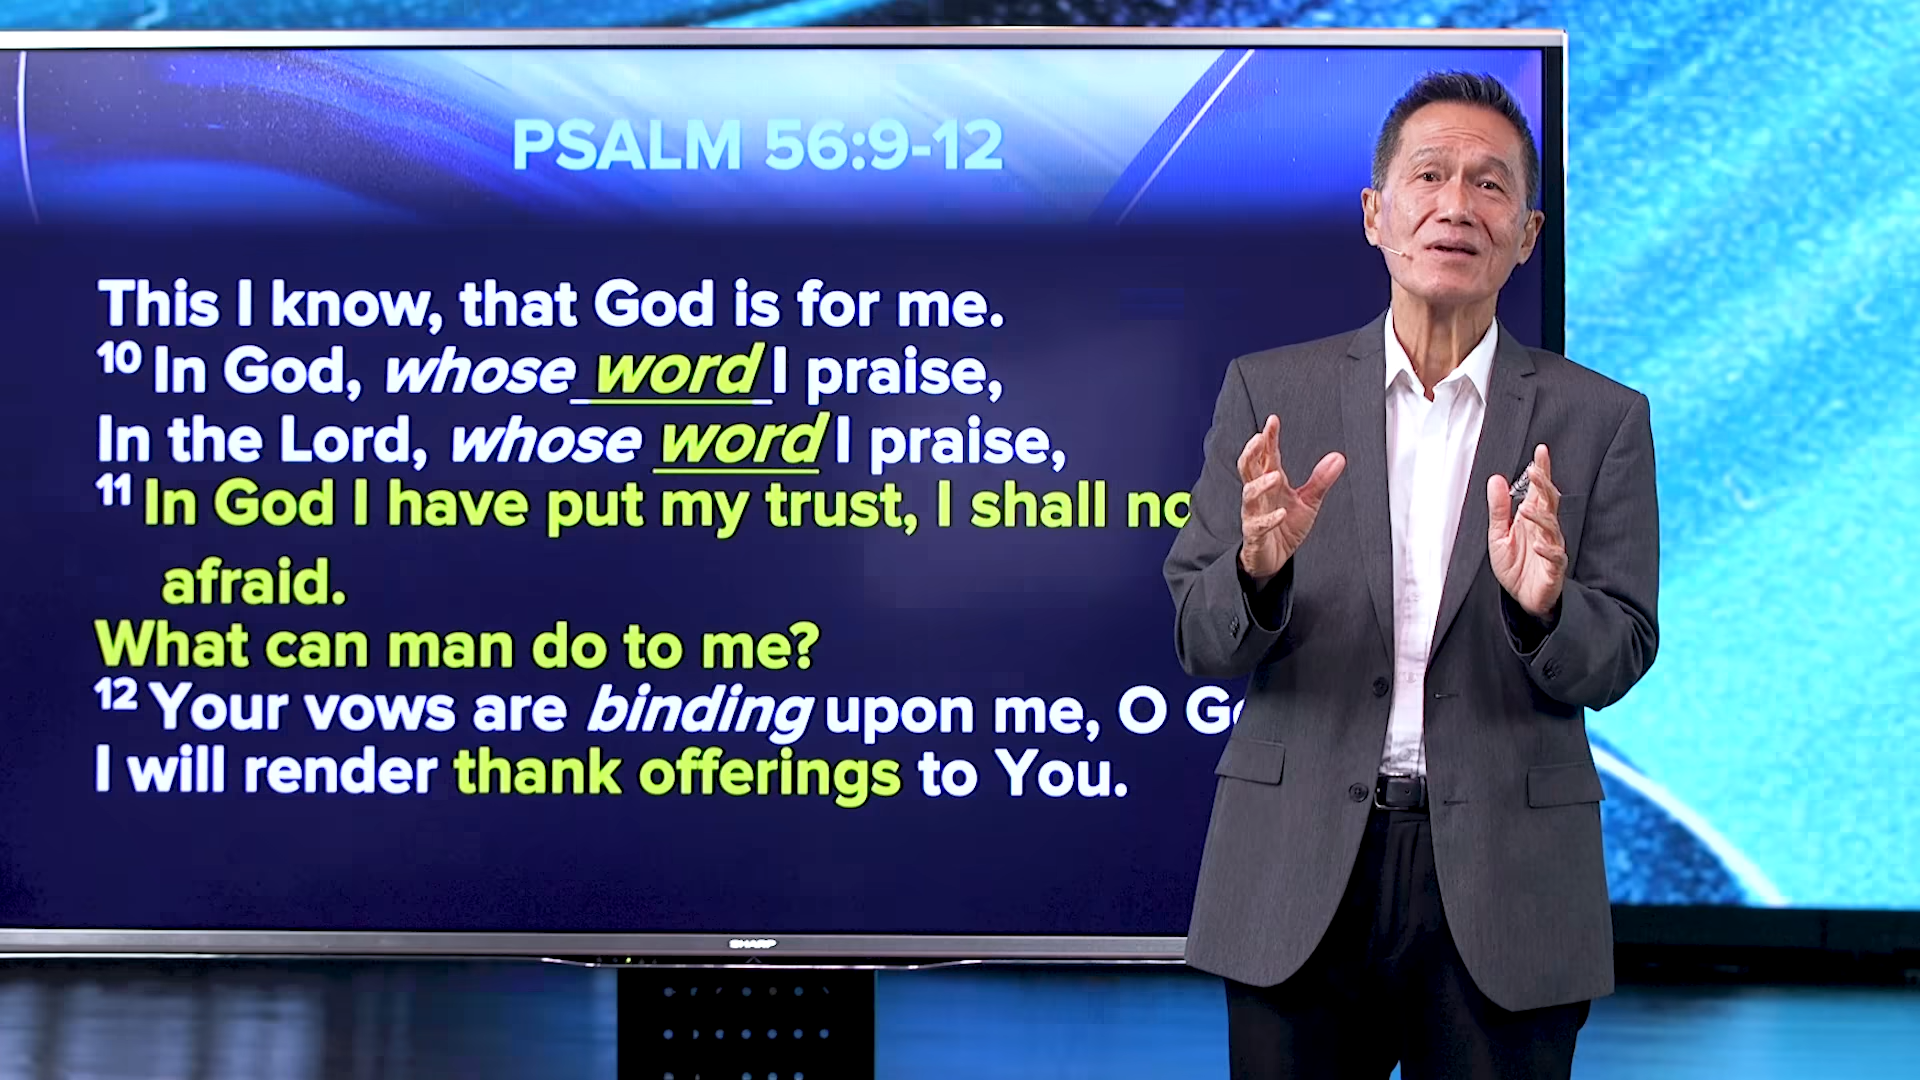 PSALM 56:9-12
This I know, that God is for me.
10 In God, whose word I praise,
In the Lord, whose word I praise,
11 In God I have put my trust, I shall
afraid.
What can man do to me?
12 Your vows are binding upon me, O
I will render thank offerings to You.
SHARP